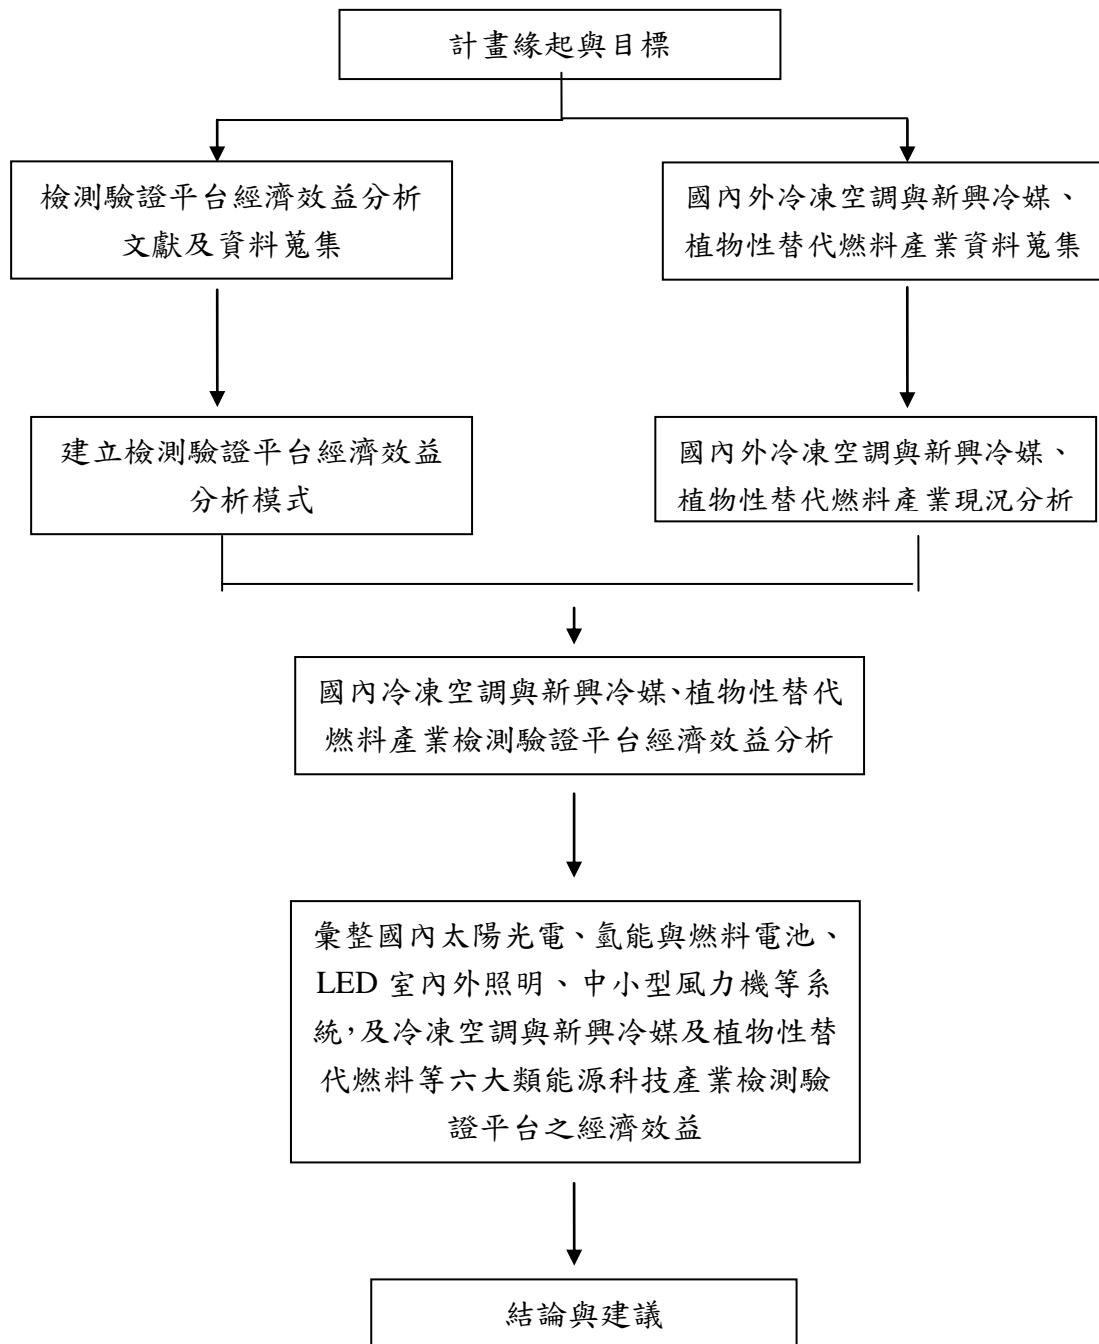 計畫緣起與目標
檢測驗證平台經濟效益分析
文獻及資料蒐集
國內外冷凍空調與新興冷媒、
植物性替代燃料產業資料蒐集
建立檢測驗證平台經濟效益
分析模式
國內外冷凍空調與新興冷媒、
植物性替代燃料產業現況分析
國內冷凍空調與新興冷媒、植物性替代
燃料產業檢測驗證平台經濟效益分析
彙整國內太陽光電、氫能與燃料電池、
LED 室內外照明、中小型風力機等系
統，及冷凍空調與新興冷媒及植物性替
代燃料等六大類能源科技產業檢測驗
證平台之經濟效益
結論與建議